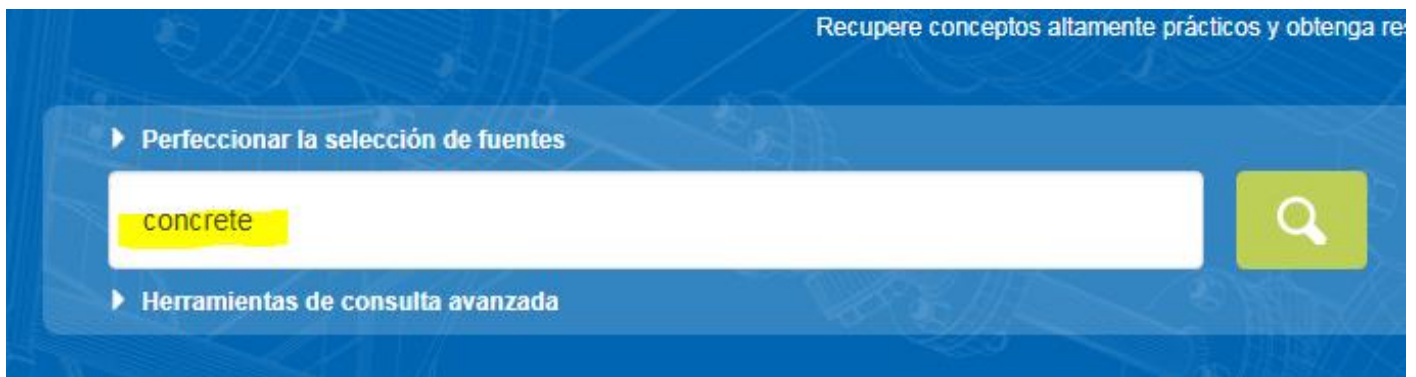 Recupere conceptos altamente prácticos y obtenga
Perfeccionar la selección de fuentes
concrete
Herramientas de consulta avanzada